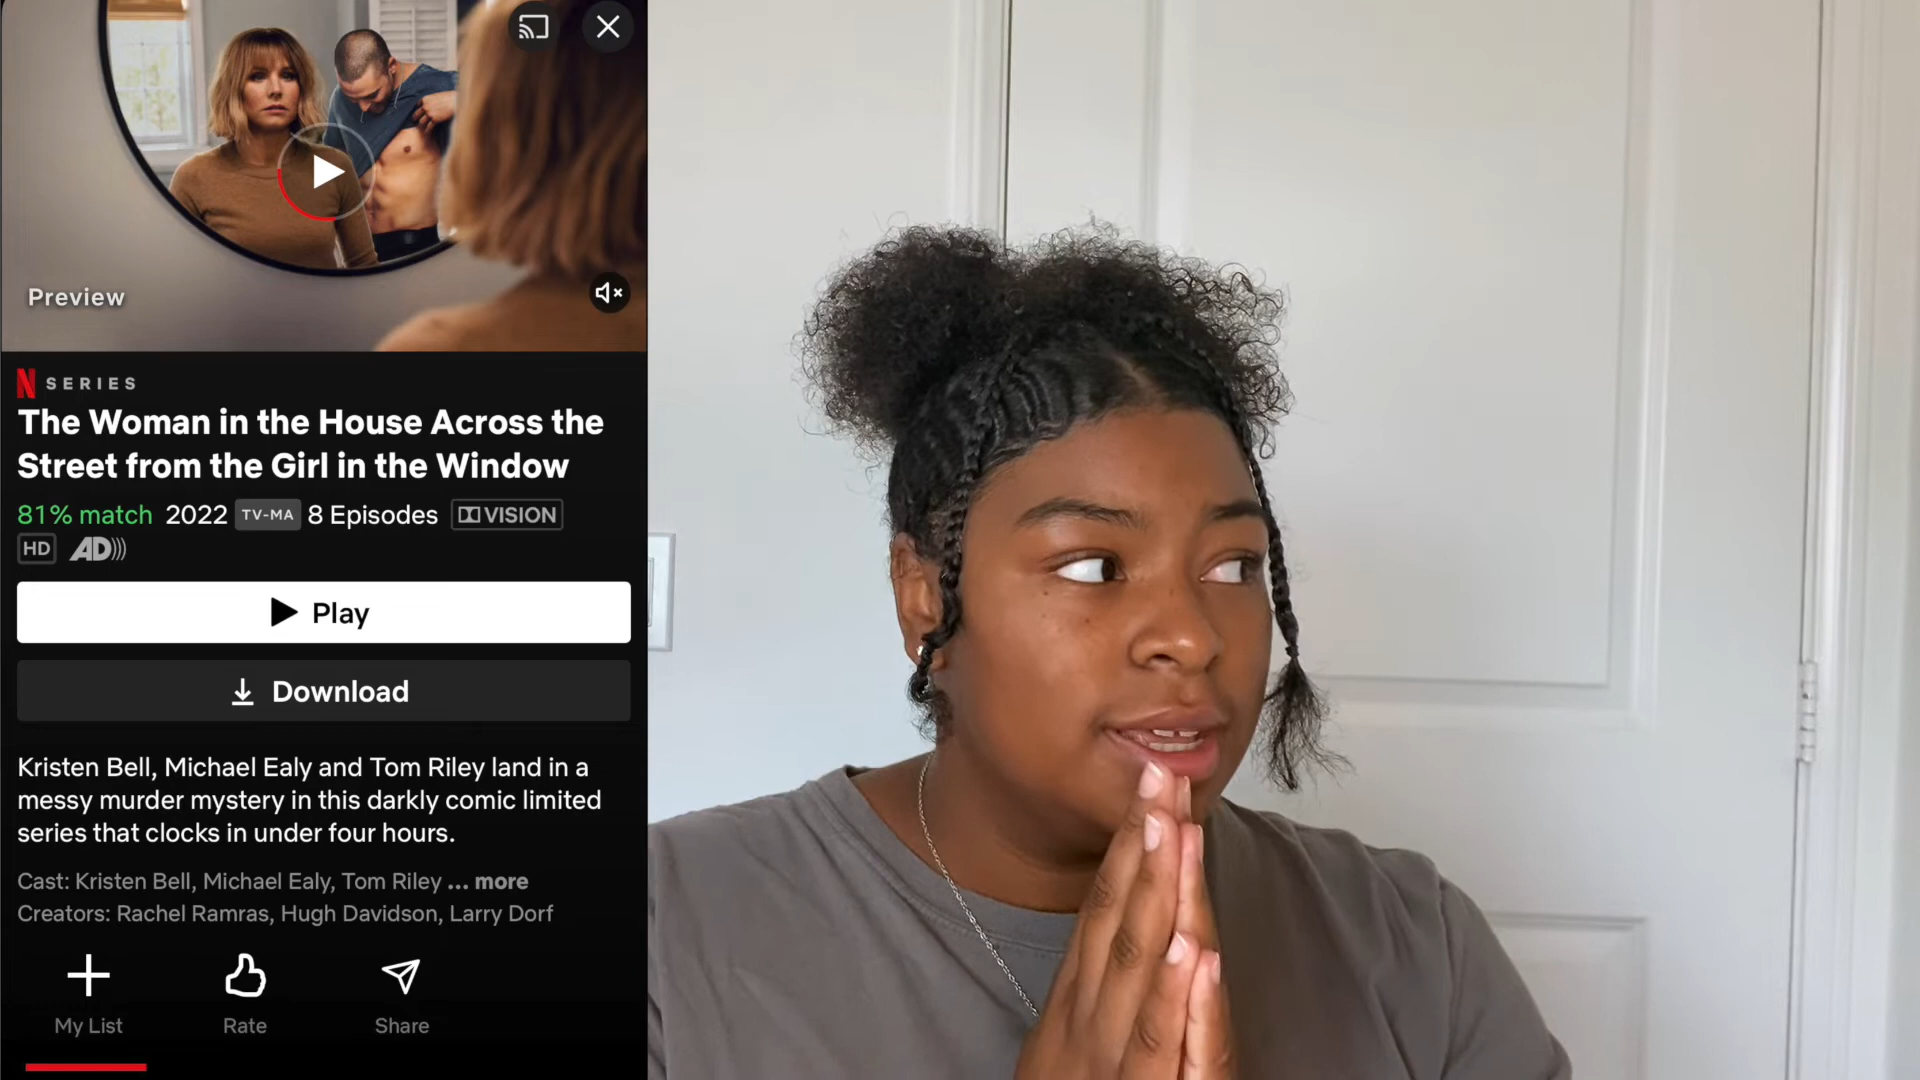 Preview
N SERIES
The Woman in the House Across the
Street from the Girl in the Window
81% match 2022 TV-MA 8 Episodes VISION
HD AD
Play
Download
Kristen Bell, Michael Ealy and Tom Riley land in a
messy murder mystery in this darkly comic limited
series that clocks in under four hours.
Cast: Kristen Bell, Michael Ealy, Tom Riley ... more
Creators: Rachel Ramras, Hugh Davidson, Larry Dorf
My List Rate Share